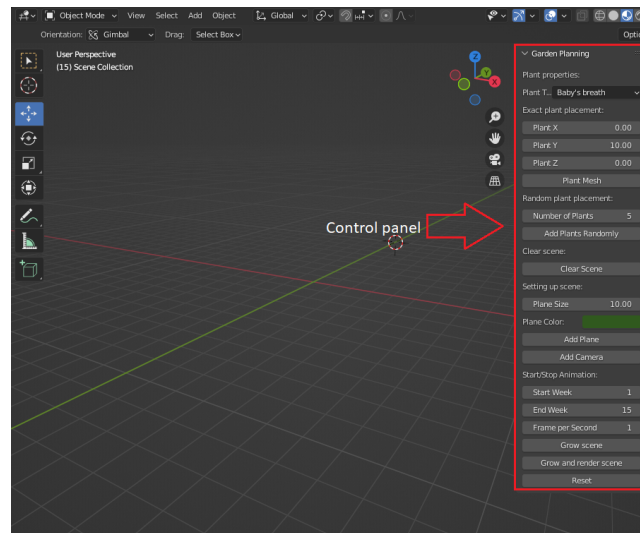 Object Mode View Select Add Object Global
Orientation: Gimbal Drag: Select Box Optio
User Perspective
(15) Scene Collection
Z
Y
X
Control panel
Garden Planning
Plant properties:
Plant T... Baby's breath
Exact plant placement:
Plant X 0.00
Plant Y 10.00
Plant Z 0.00
Plant Mesh
Random plant placement:
Number of Plants 5
Add Plants Randomly
Clear scene:
Clear Scene
Setting up scene:
Plane Size 10.00
Plane Color:
Add Plane
Add Camera
Start/Stop Animation:
Start Week 1
End Week 15
Frame per Second 1
Grow scene
Grow and render scene
Reset